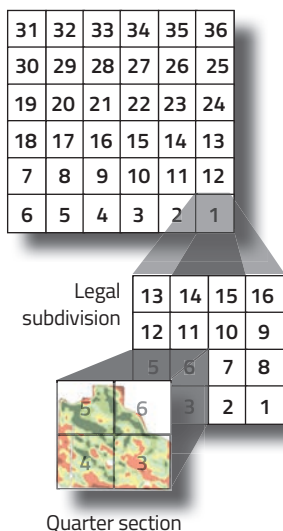 31 32 33 34 35 36
30 29 28 27 26 25
19 20 21 22 23 24
18 17 16 15 14 13
7 8 9 10 11 12
6 5 4 3 2 1
Legal
subdivision
13 14 15 16
12 11 10 9
5 6 7 8
3 2 1
5 6
4 3
Quarter section